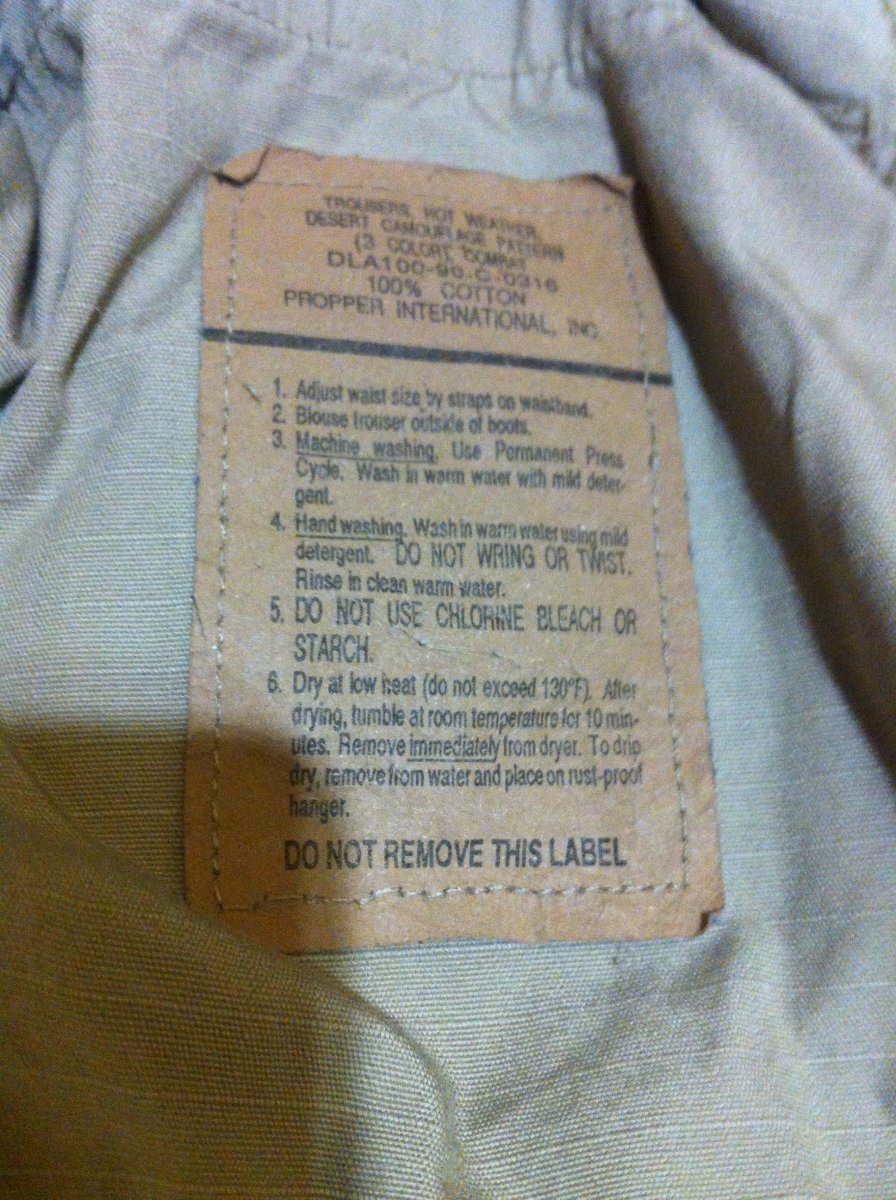 TROUSERS, HOT WEATHER,
DESERT CAMOUFLAGE PATTERN
(3 COLOR), COMBAT
DLA100-90-C-0316
100% COTTON
PROPPER INTERNATIONAL, INC.
1. Adjust waist size by straps on waistband.
2. Blouse trouser outside of boots.
3. Machine washing. Use Permanent Press
Cycle. Wash in warm water with mild deter-
gent.
4. Hand washing. Wash in warm water using mild
detergent. DO NOT WRING OR TWIST.
Rinse in clean warm water.
5. DO NOT USE CHLORINE BLEACH OR
STARCH.
6. Dry at low heat (do not exceed 130°F). After
drying, tumble at room temperature for 10 min-
utes. Remove immediately from dryer. To drip
dry, remove from water and place on rust-proof
hanger.
DO NOT REMOVE THIS LABEL